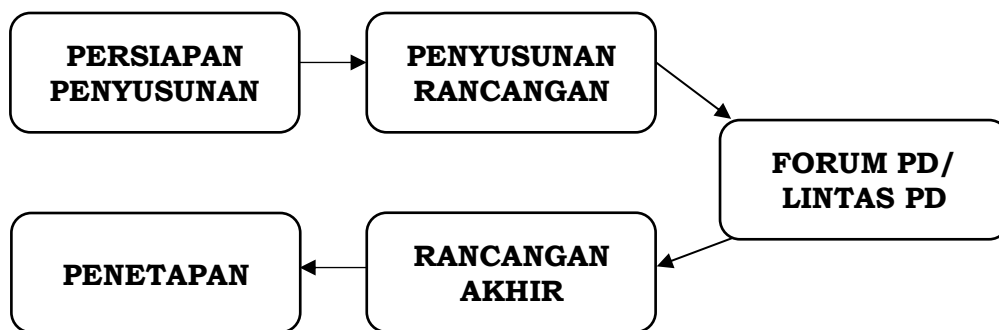 PERSIAPAN
PENYUSUNAN
PENYUSUNAN
RANCANGAN
FORUM PD/
LINTAS PD
RANCANGAN
AKHIR
PENETAPAN